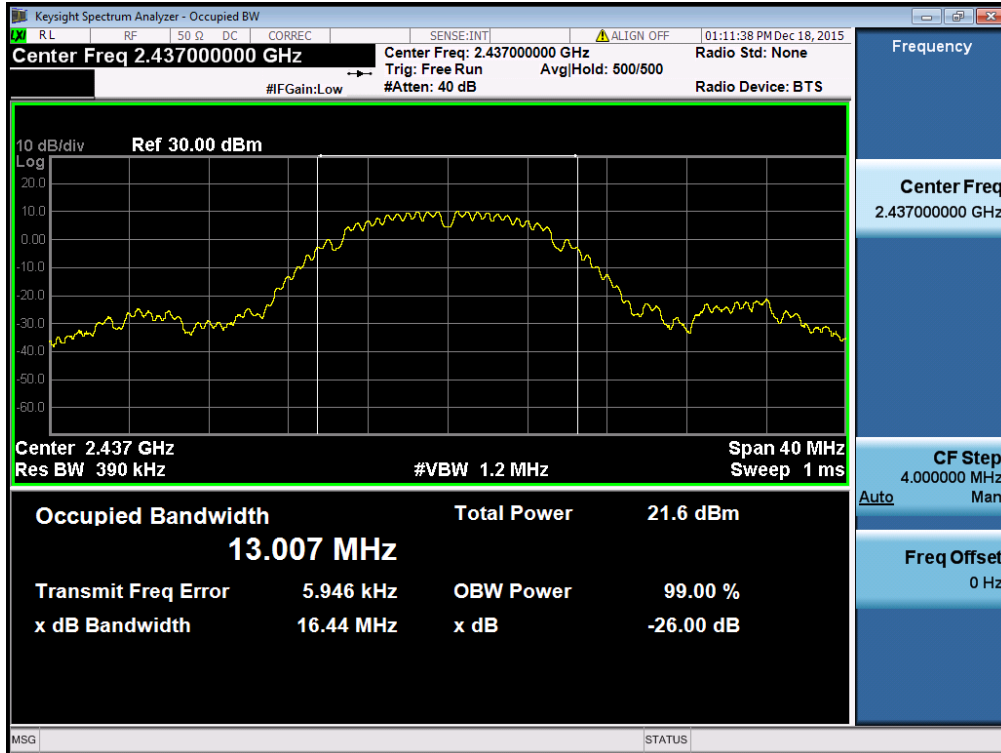 Keysight Spectrum Analyzer - Occupied BW
LXI RL RF 50 Ω DC CORREC SENSE:INT ALIGN OFF 01:11:38 PM Dec 18, 2015
Center Freq 2.437000000 GHz
Center Freq: 2.437000000 GHz Radio Std: None
Trig: Free Run Avg|Hold: 500/500
#IFGain:Low #Atten: 40 dB Radio Device: BTS
10 dB/div Ref 30.00 dBm
Log
20.0
10.0
0.00
-10.0
-20.0
-30.0
-40.0
-50.0
-60.0
Center 2.437 GHz Span 40 MHz
Res BW 390 kHz #VBW 1.2 MHz Sweep 1 ms
Occupied Bandwidth Total Power 21.6 dBm
13.007 MHz
Transmit Freq Error 5.946 kHz OBW Power 99.00 %
x dB Bandwidth 16.44 MHz x dB -26.00 dB
MSG STATUS
Frequency
Center Freq
2.437000000 GHz
CF Step
4.000000 MHz
Auto Man
Freq Offset
0 Hz